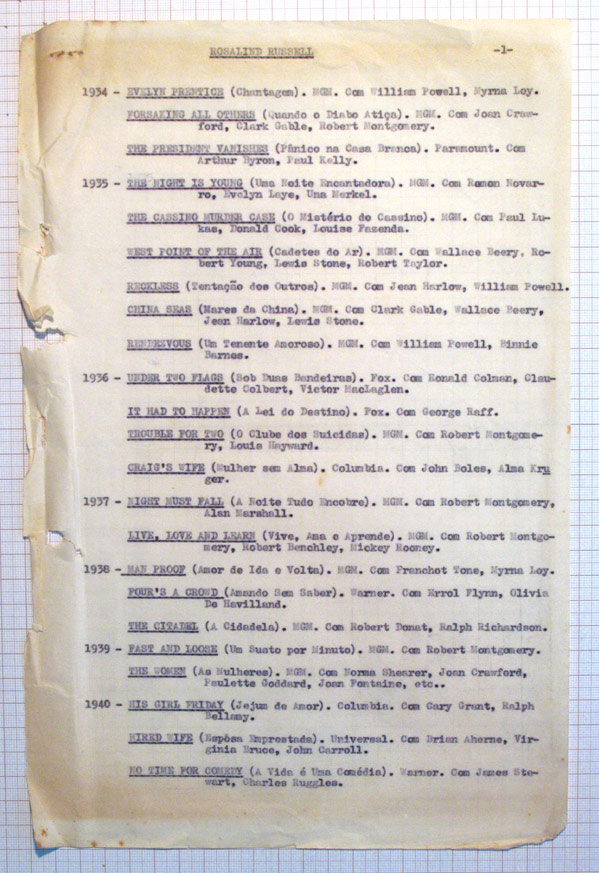 ROSALIND RUSSELL -1-
1934 - EVELYN PRENTICE (Chantagem). MGM. Com William Powell, Myrna Loy.
FORSAKING ALL OTHERS (Quando o Diabo Atiça). MGM. Com Joan Craw-
ford, Clark Gable, Robert Montgomery.
THE PRESIDENT VANISHES (Pânico na Casa Branca). Paramount. Com
Arthur Byron, Paul Kelly.
1935 - THE NIGHT IS YOUNG (Uma Noite Encantadora). MGM. Com Ramon Novar-
ro, Evelyn Laye, Una Merkel.
THE CASSINO MURDER CASE (O Mistério do Cassino). MGM. Com Paul Lu-
kas, Donald Cook, Louise Fazenda.
WEST POINT OF THE AIR (Cadetes do Ar). MGM. Com Wallace Beery, Ro-
bert Young, Lewis Stone, Robert Taylor.
RECKLESS (Tentação dos Outros). MGM. Com Jean Harlow, William Powell.
CHINA SEAS (Mares da China). MGM. Com Clark Gable, Wallace Beery,
Jean Harlow, Lewis Stone.
RENDESVOUS (Um Tenente Amoroso). MGM. Com William Powell, Binnie
Barnes.
1936 - UNDER TWO FLAGS (Sob Duas Bandeiras). Fox. Com Ronald Colman, Clau-
dette Colbert, Victor MacLaglen.
IT HAD TO HAPPEN (A Lei do Destino). Fox. Com George Raff.
TROUBLE FOR TWO (O Clube dos Suicidas). MGM. Com Robert Montgome-
ry, Louis Hayward.
CRAIG'S WIFE (Mulher sem Alma). Columbia. Com John Boles, Alma Kru
ger.
1937 - NIGHT MUST FALL (A Noite Tudo Encobre). MGM. Com Robert Montgomery,
Alan Marshall.
LIVE, LOVE AND LEARN (Vive, Ama e Aprende). MGM. Com Robert Montgo-
mery, Robert Benchley, Mickey Rooney.
1938 - MAN PROOF (Amor de Ida e Volta). MGM. Com Franchot Tone, Myrna Loy.
FOUR'S A CROWD (Amando Sem Saber). Warner. Com Errol Flynn, Olivia
De Havilland.
THE CITADEL (A Cidadela). MGM. Com Robert Donat, Ralph Richardson.
1939 - FAST AND LOOSE (Um Susto por Minuto). MGM. Com Robert Montgomery.
THE WOMEN (As Mulheres). MGM. Com Norma Shearer, Joan Crawford,
Paulette Goddard, Joan Fontaine, etc..
1940 - HIS GIRL FRIDAY (Jejum de Amor). Columbia. Com Cary Grant, Ralph
Bellamy.
HIRED WIFE (Espôsa Emprestada). Universal. Com Brian Aherne, Vir-
ginia Bruce, John Carroll.
NO TIME FOR COMEDY (A Vida é Uma Comédia). Warner. Com James Ste-
wart, Charles Ruggles.